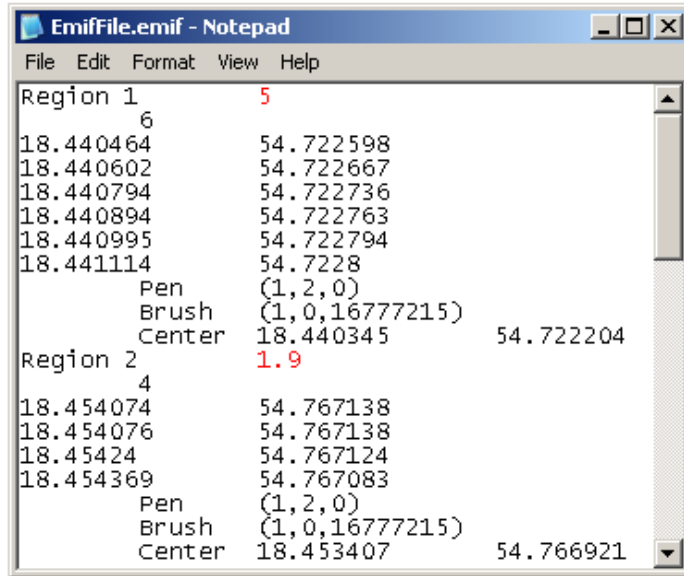 EmifFile.emif - Notepad
File Edit Format View Help
Region 1 5
6
18.440464 54.722598
18.440602 54.722667
18.440794 54.722736
18.440894 54.722763
18.440995 54.722794
18.441114 54.7228
Pen (1,2,0)
Brush (1,0,16777215)
Center 18.440345 54.722204
Region 2 1.9
4
18.454074 54.767138
18.454076 54.767138
18.45424 54.767124
18.454369 54.767083
Pen (1,2,0)
Brush (1,0,16777215)
Center 18.453407 54.766921